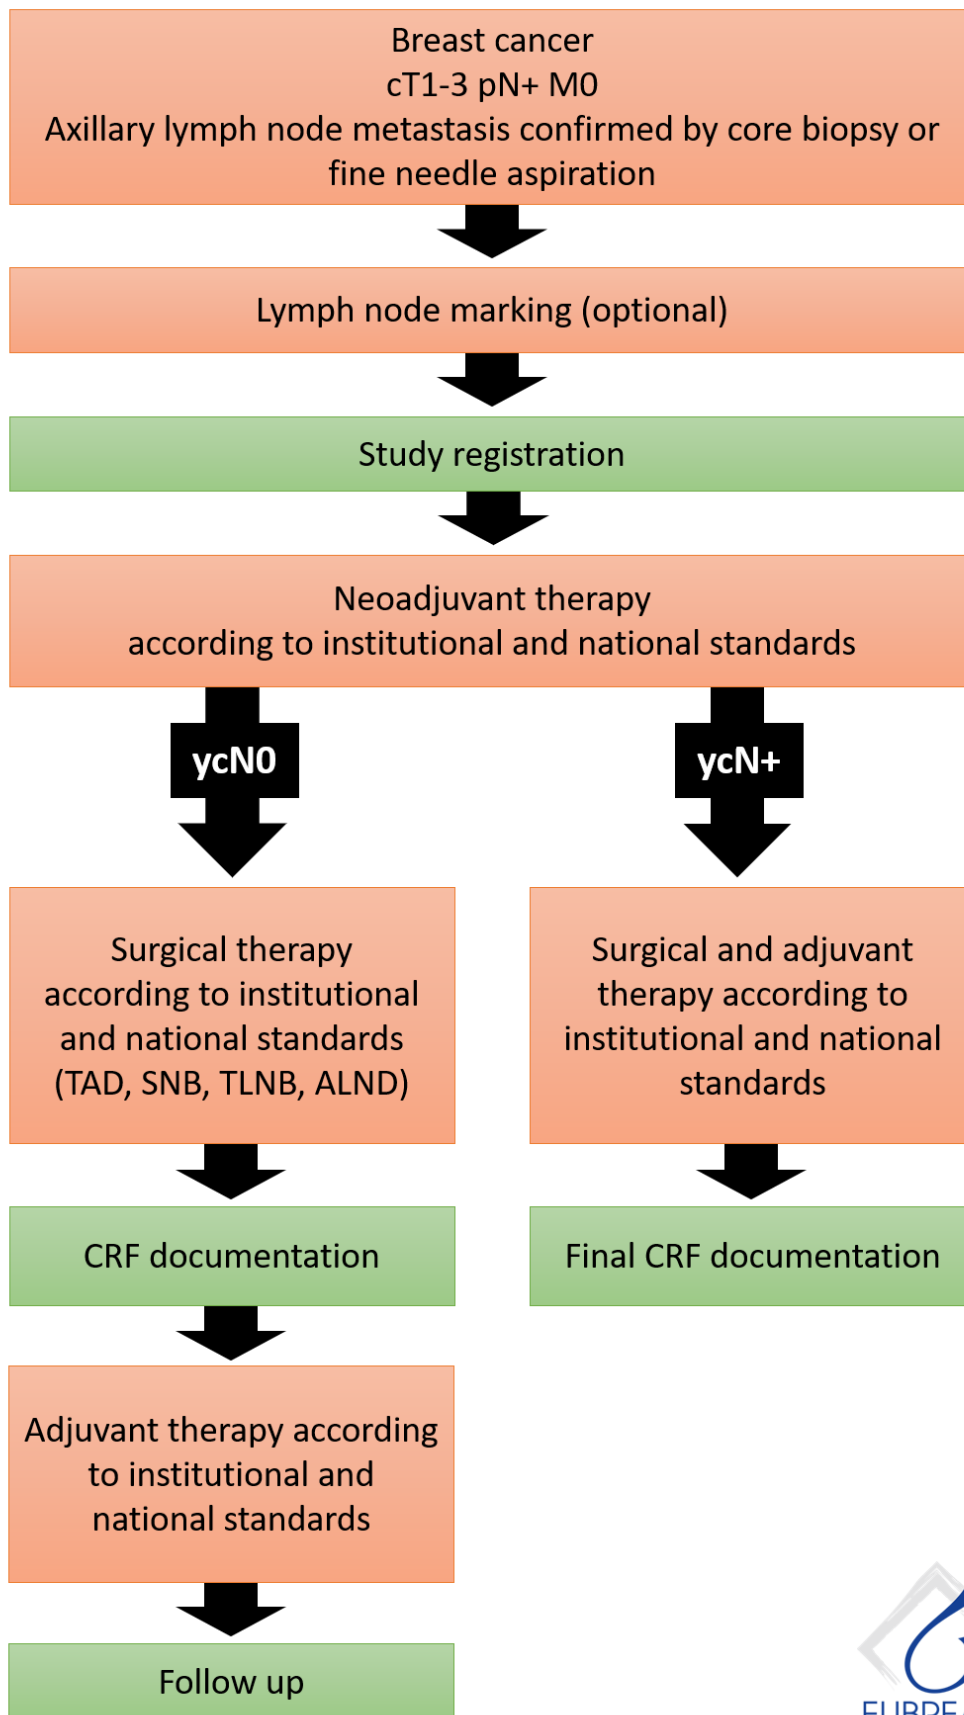 Breast cancer
cT1-3 pN+ M0
Axillary lymph node metastasis confirmed by core biopsy or
fine needle aspiration
Lymph node marking (optional)
Study registration
Neoadjuvant therapy
according to institutional and national standards
ycN0
ycN+
Surgical therapy
according to institutional
and national standards
(TAD, SNB, TLNB, ALND)
Surgical and adjuvant
therapy according to
institutional and national
standards
CRF documentation
Final CRF documentation
Adjuvant therapy according
to institutional and
national standards
Follow up